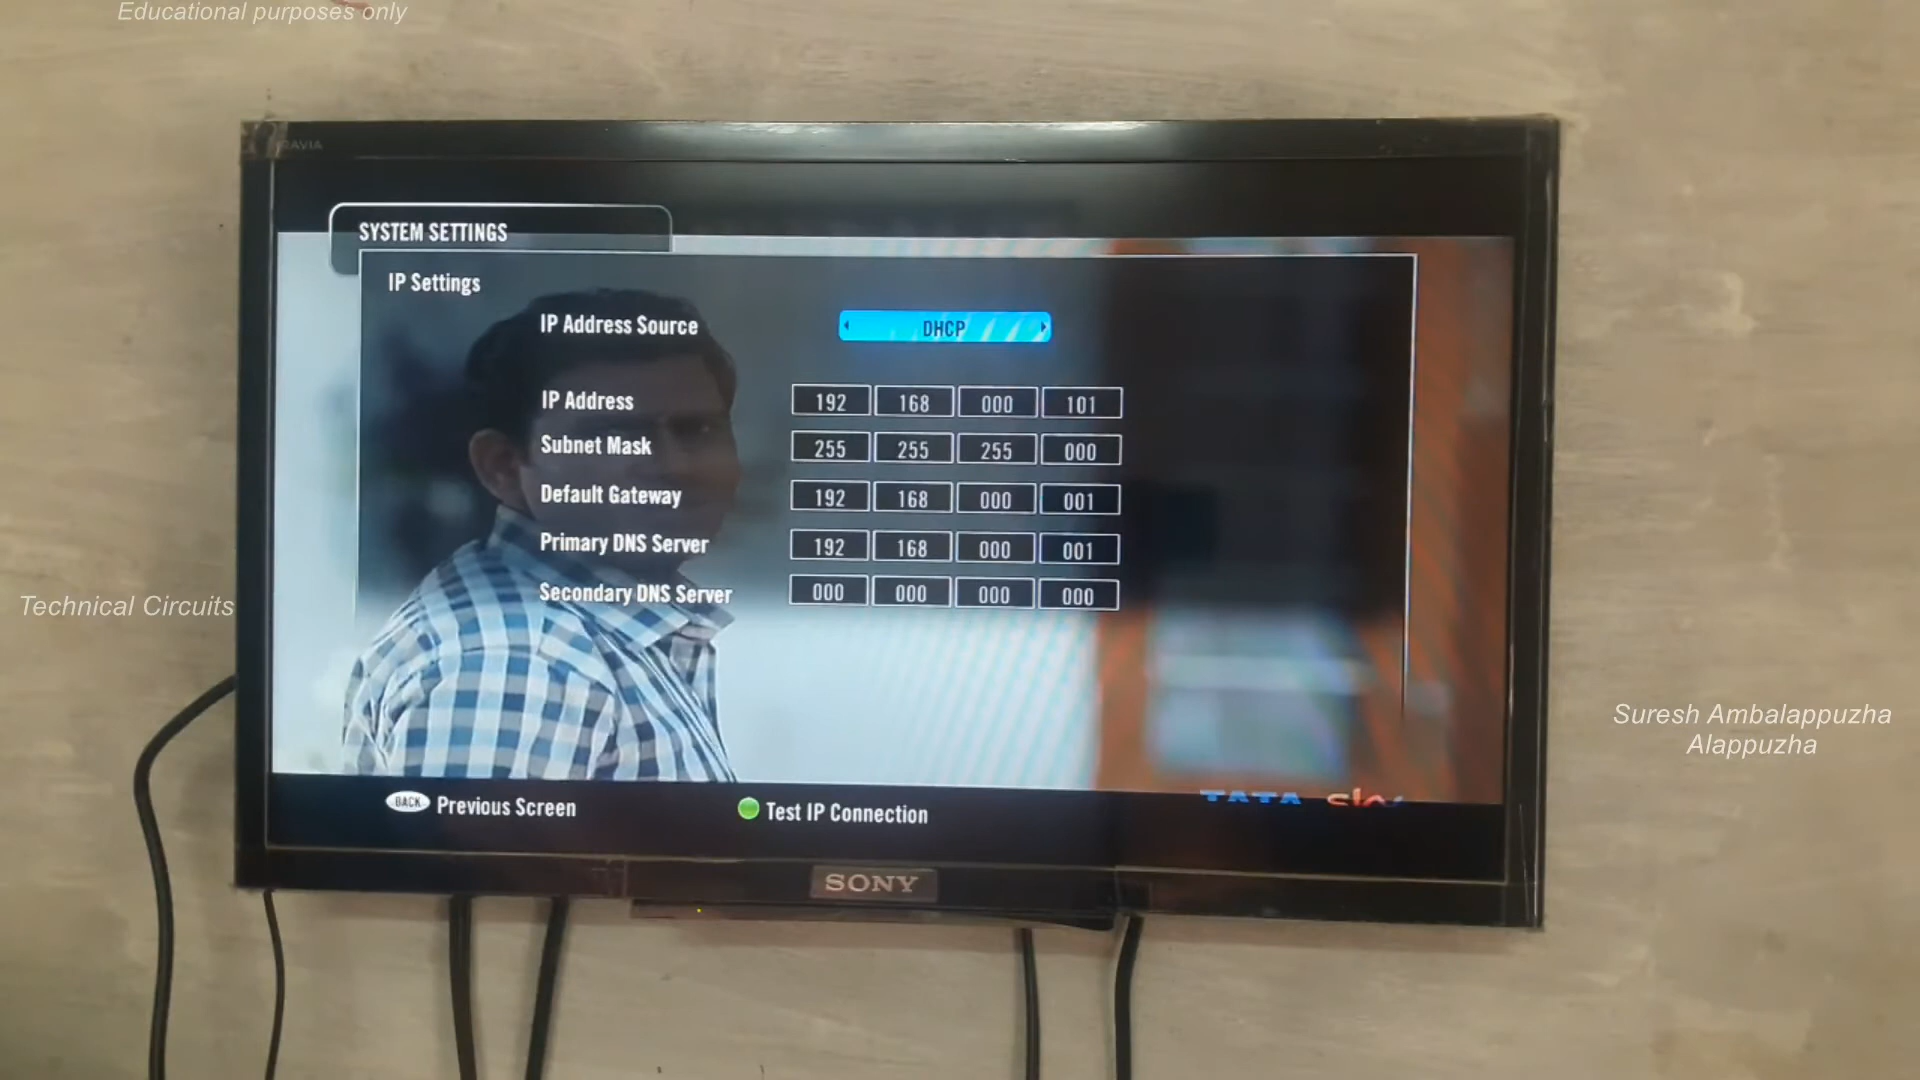 Educational purposes only
SYSTEM SETTINGS
IP Settings
IP Address Source DHCP
IP Address 192 168 000 101
Subnet Mask 255 255 255 000
Default Gateway 192 168 000 001
Primary DNS Server 192 168 000 001
Secondary DNS Server 000 000 000 000
Technical Circuits
Suresh Ambalappuzha
Alappuzha
BACK Previous Screen
Test IP Connection
TATA sky
SONY